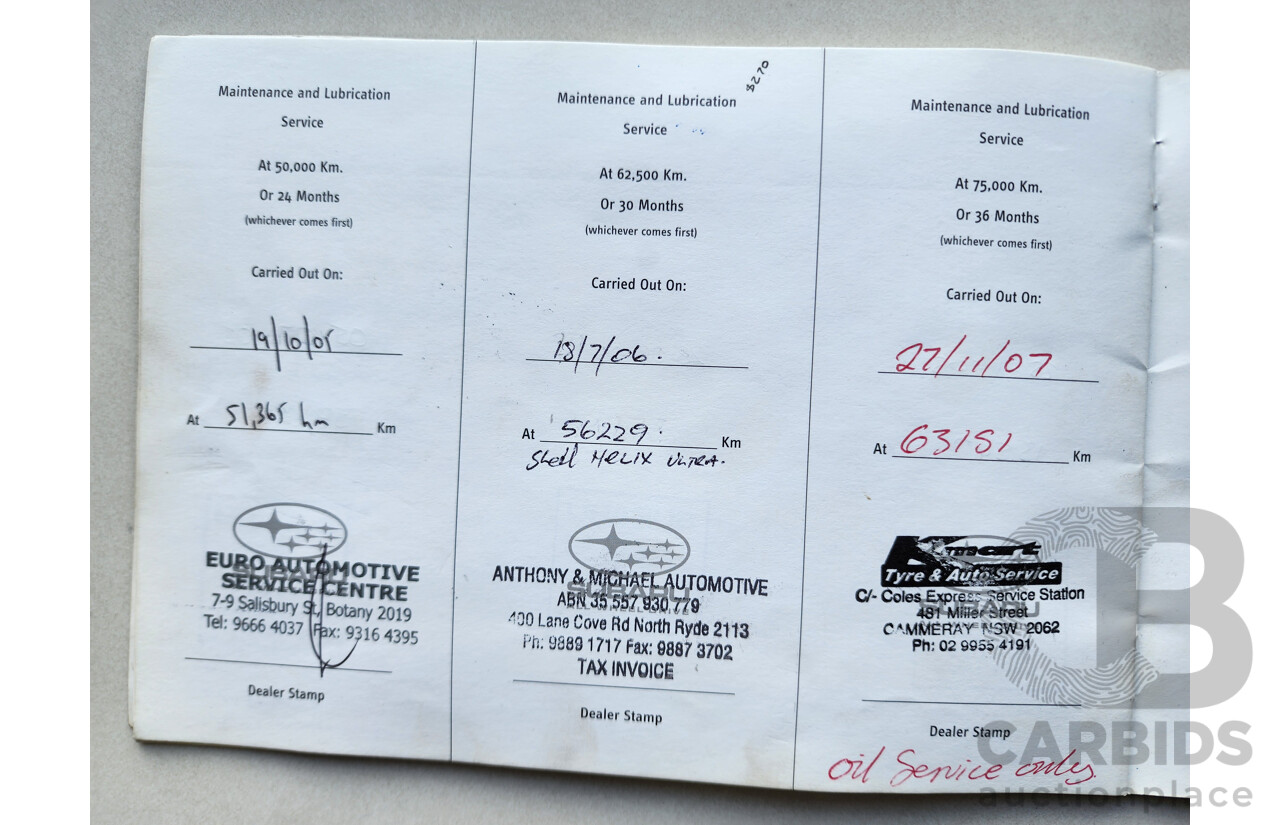 Maintenance and Lubrication
Service
At 50,000 Km.
Or 24 Months
(whichever comes first)
Carried Out On:
19/10/05
At 51,365 km Km
EURO AUTOMOTIVE
SERVICE CENTRE
7-9 Salisbury St, Botany 2019
Tel: 9666 4037 Fax: 9316 4395
Dealer Stamp
$270
Maintenance and Lubrication
Service
At 62,500 Km.
Or 30 Months
(whichever comes first)
Carried Out On:
18/7/06.
At 56229. Km
Shell HELIX ULTRA.
ANTHONY & MICHAEL AUTOMOTIVE
SUBARU
ABN 35 557 930 779
400 Lane Cove Rd North Ryde 2113
Ph: 9889 1717 Fax: 9887 3702
TAX INVOICE
Dealer Stamp
Maintenance and Lubrication
Service
At 75,000 Km.
Or 36 Months
(whichever comes first)
Carried Out On:
27/11/07
At 63151 Km
Kmart
Tyre & Auto Service
C/- Coles Express Service Station
SUBARU
481 Miller Street
CAMMERAY NSW 2062
Ph: 02 9955 4191
Dealer Stamp
oil Service only.
CARBIDS
auctionplace